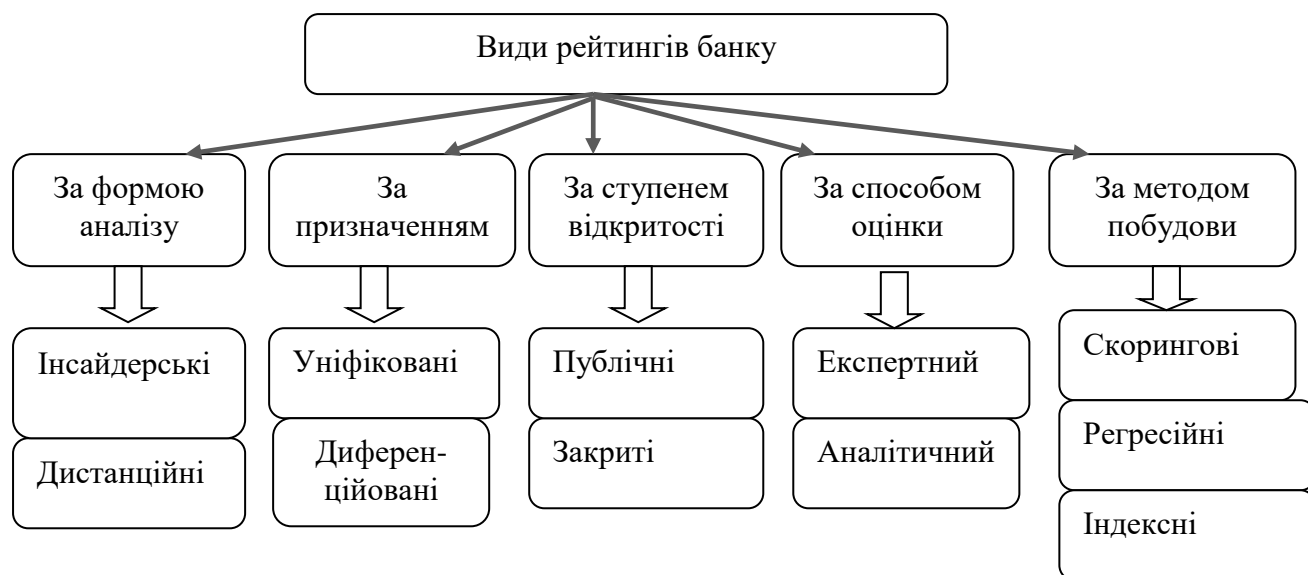 Види рейтингів банку
За формою
аналізу
За
призначенням
За ступенем
відкритості
За способом
оцінки
За методом
побудови
Інсайдерські
Дистанційні
Уніфіковані
Диферен-
ційовані
Публічні
Закриті
Експертний
Аналітичний
Скорингові
Регресійні
Індексні